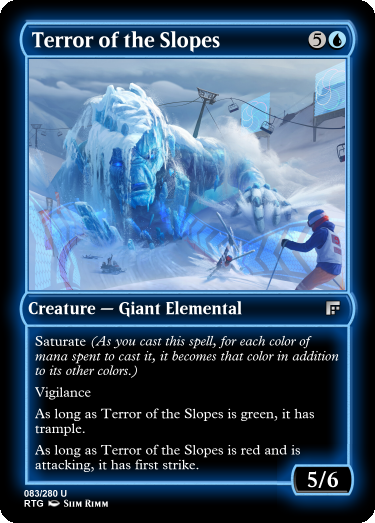 Terror of the Slopes 5
Creature — Giant Elemental
Saturate (As you cast this spell, for each color of
mana spent to cast it, it becomes that color in addition
to its other colors.)
Vigilance
As long as Terror of the Slopes is green, it has
trample.
As long as Terror of the Slopes is red and is
attacking, it has first strike.
5/6
083/280 U
RTG Siim Rimm